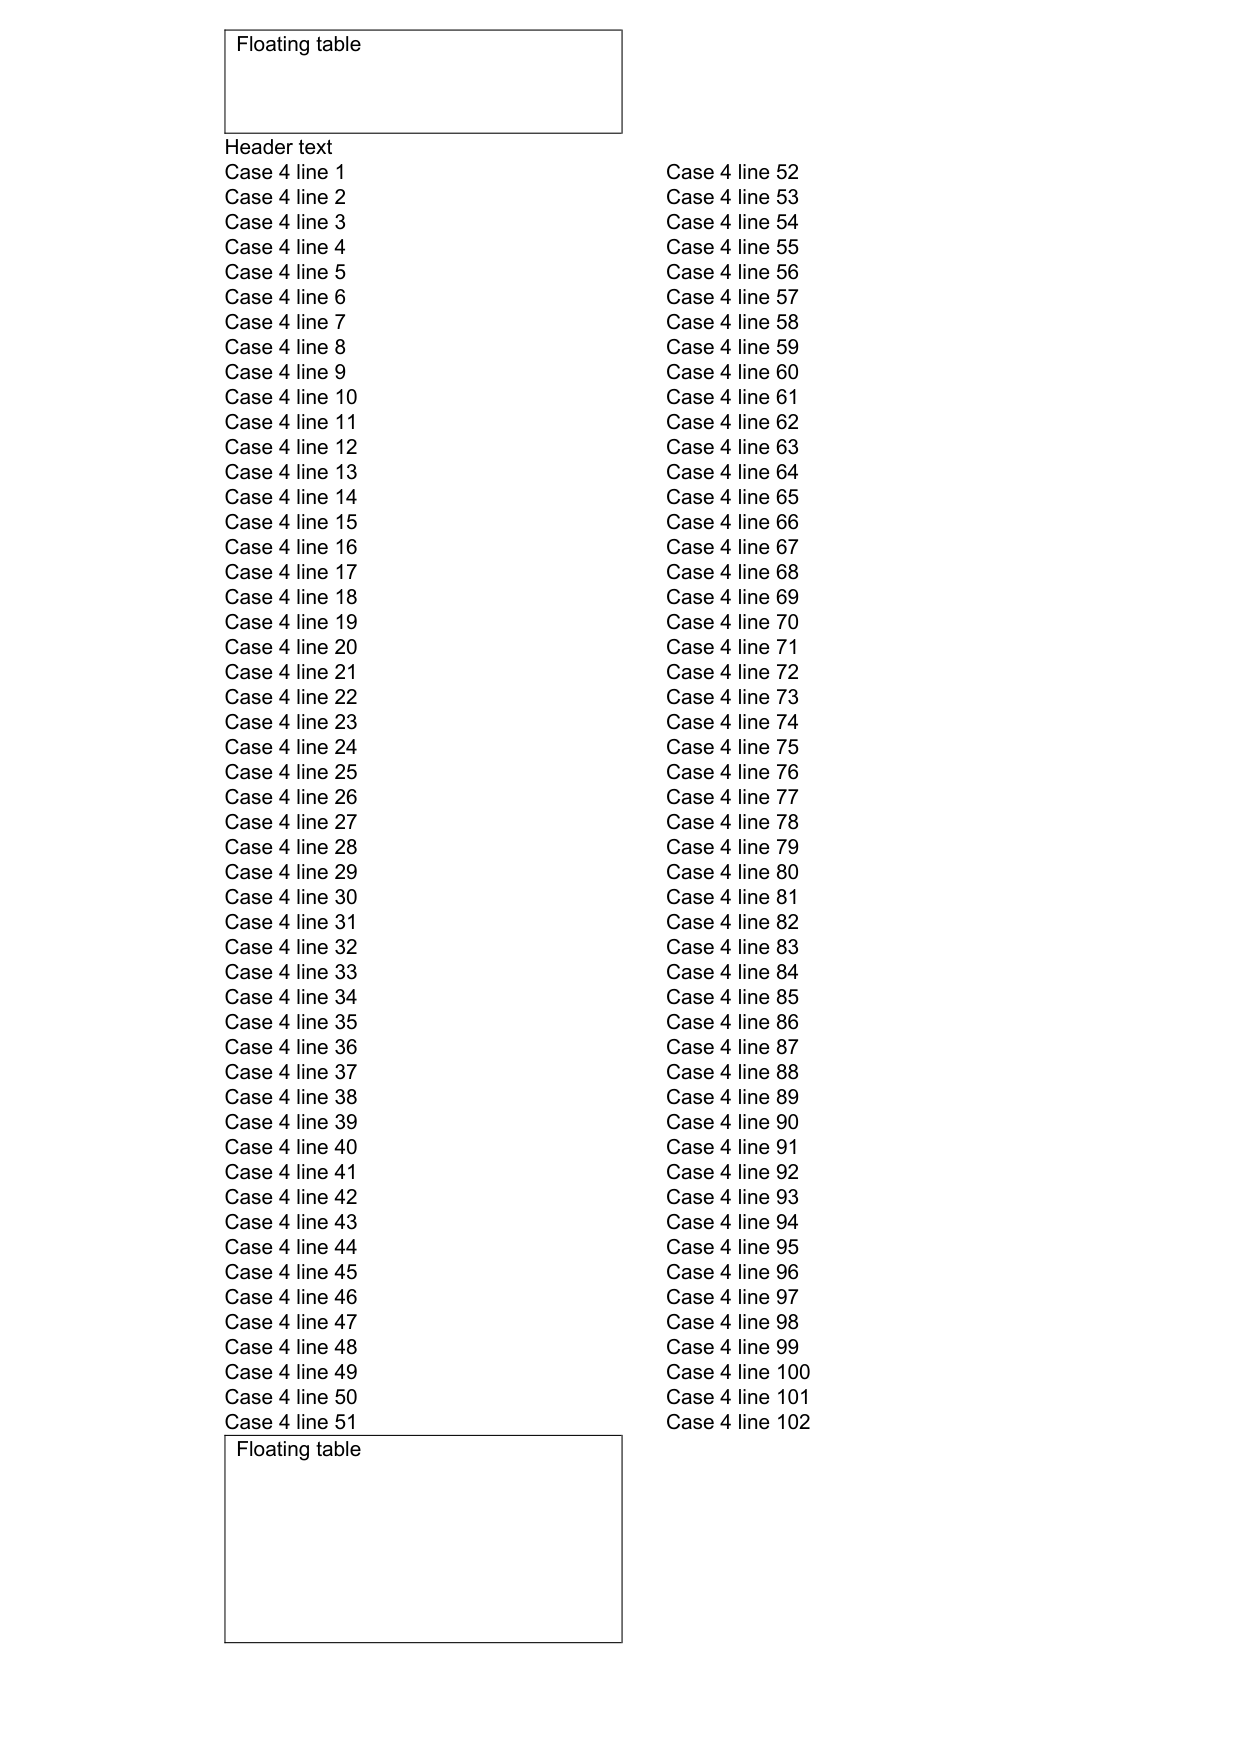 Floating table
Header text
Case 4 line 1
Case 4 line 2
Case 4 line 3
Case 4 line 4
Case 4 line 5
Case 4 line 6
Case 4 line 7
Case 4 line 8
Case 4 line 9
Case 4 line 10
Case 4 line 11
Case 4 line 12
Case 4 line 13
Case 4 line 14
Case 4 line 15
Case 4 line 16
Case 4 line 17
Case 4 line 18
Case 4 line 19
Case 4 line 20
Case 4 line 21
Case 4 line 22
Case 4 line 23
Case 4 line 24
Case 4 line 25
Case 4 line 26
Case 4 line 27
Case 4 line 28
Case 4 line 29
Case 4 line 30
Case 4 line 31
Case 4 line 32
Case 4 line 33
Case 4 line 34
Case 4 line 35
Case 4 line 36
Case 4 line 37
Case 4 line 38
Case 4 line 39
Case 4 line 40
Case 4 line 41
Case 4 line 42
Case 4 line 43
Case 4 line 44
Case 4 line 45
Case 4 line 46
Case 4 line 47
Case 4 line 48
Case 4 line 49
Case 4 line 50
Case 4 line 51
Case 4 line 52
Case 4 line 53
Case 4 line 54
Case 4 line 55
Case 4 line 56
Case 4 line 57
Case 4 line 58
Case 4 line 59
Case 4 line 60
Case 4 line 61
Case 4 line 62
Case 4 line 63
Case 4 line 64
Case 4 line 65
Case 4 line 66
Case 4 line 67
Case 4 line 68
Case 4 line 69
Case 4 line 70
Case 4 line 71
Case 4 line 72
Case 4 line 73
Case 4 line 74
Case 4 line 75
Case 4 line 76
Case 4 line 77
Case 4 line 78
Case 4 line 79
Case 4 line 80
Case 4 line 81
Case 4 line 82
Case 4 line 83
Case 4 line 84
Case 4 line 85
Case 4 line 86
Case 4 line 87
Case 4 line 88
Case 4 line 89
Case 4 line 90
Case 4 line 91
Case 4 line 92
Case 4 line 93
Case 4 line 94
Case 4 line 95
Case 4 line 96
Case 4 line 97
Case 4 line 98
Case 4 line 99
Case 4 line 100
Case 4 line 101
Case 4 line 102
Floating table